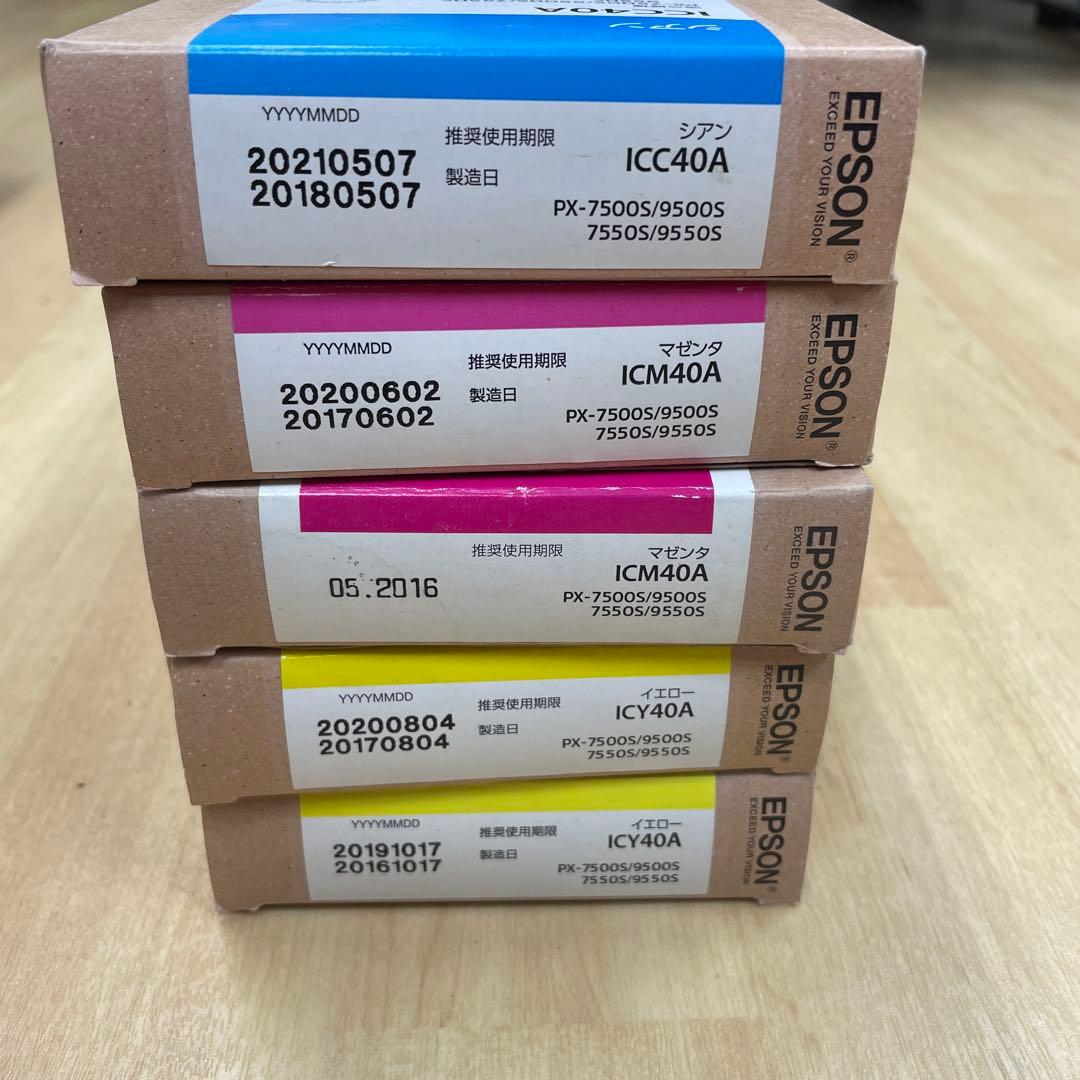 ICC40A
シアン
YYYYMMDD
20210507
20180507
推奨使用期限
製造日
シアン
ICC40A
PX-7500S/9500S
7550S/9550S
EPSON®
EXCEED YOUR VISION
YYYYMMDD
20200602
20170602
推奨使用期限
製造日
マゼンタ
ICM40A
PX-7500S/9500S
7550S/9550S
EPSON®
EXCEED YOUR VISION
推奨使用期限
05.2016
マゼンタ
ICM40A
PX-7500S/9500S
7550S/9550S
EPSON
EXCEED YOUR VISION
YYYYMMDD
20200804
20170804
推奨使用期限
製造日
イエロー
ICY40A
PX-7500S/9500S
7550S/9550S
EPSON®
EXCEED YOUR VISION
YYYYMMDD
20191017
20161017
推奨使用期限
製造日
イエロー
ICY40A
PX-7500S/9500S
7550S/9550S
EPSON®
EXCEED YOUR VISION